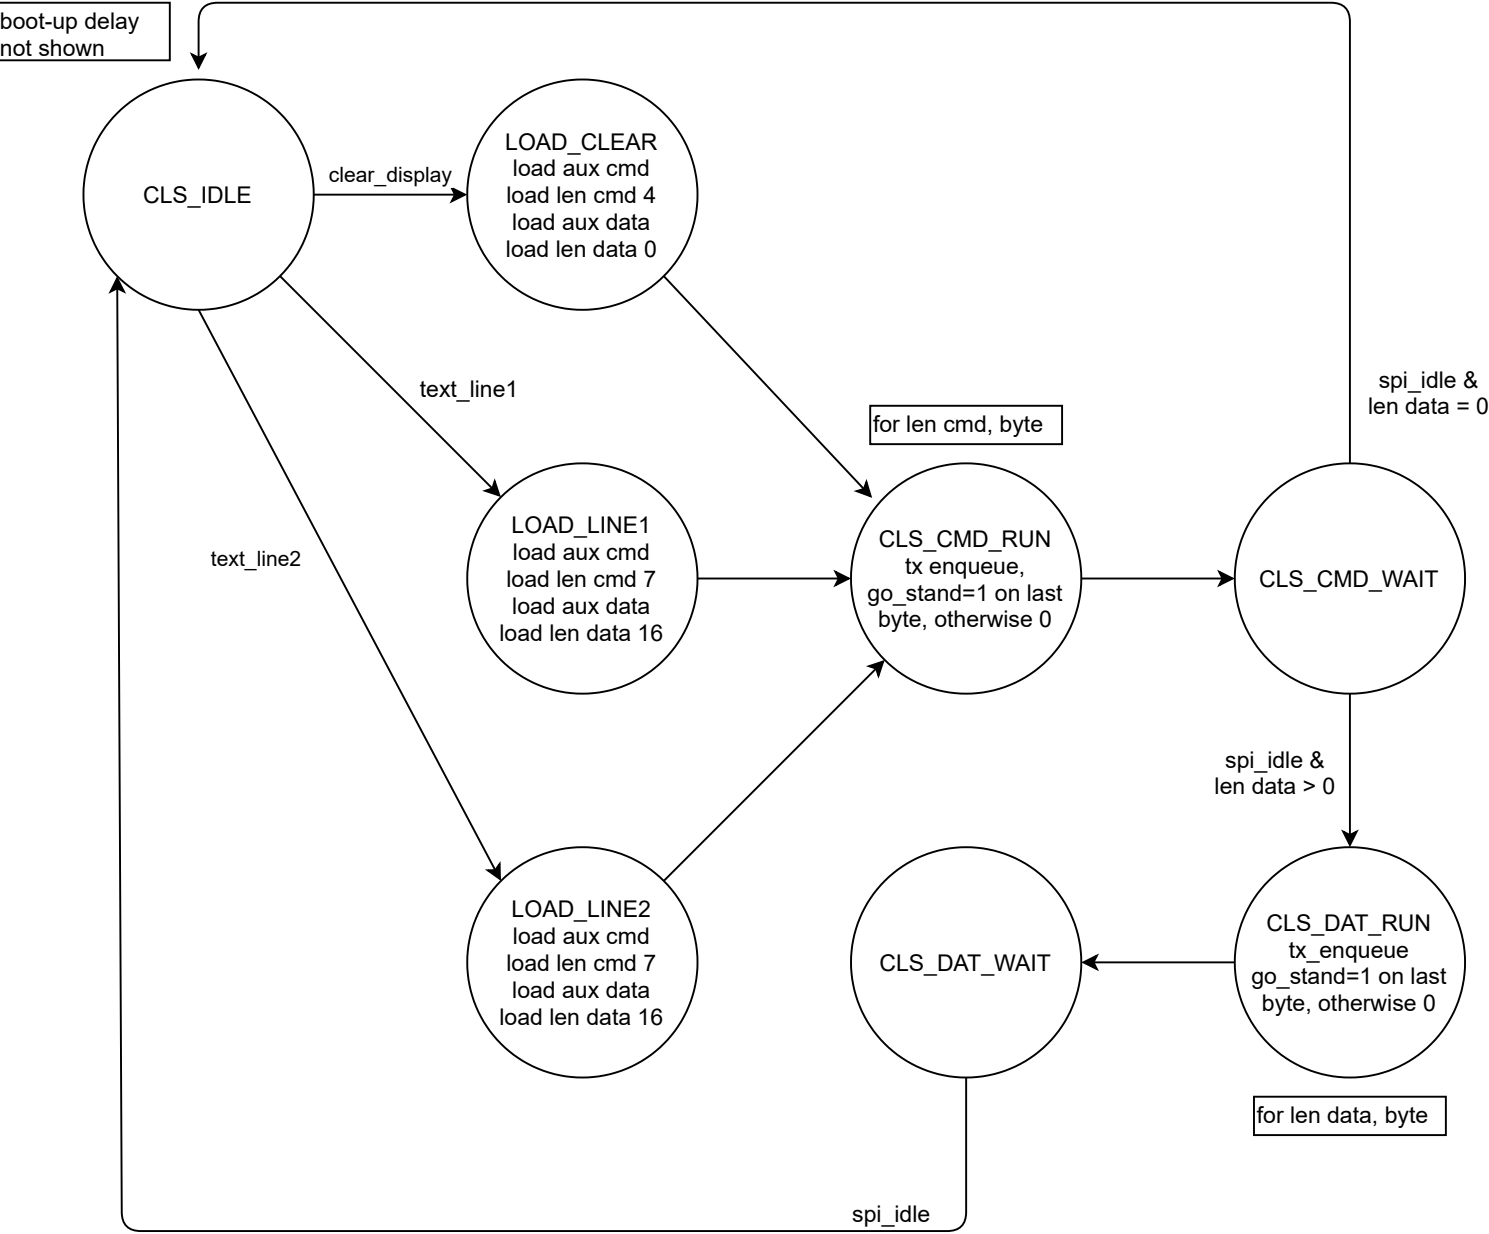 boot-up delay
not shown
CLS_IDLE
clear_display
LOAD_CLEAR
load aux cmd
load len cmd 4
load aux data
load len data 0
text_line1
spi_idle &
len data = 0
for len cmd, byte
text_line2
LOAD_LINE1
load aux cmd
load len cmd 7
load aux data
load len data 16
CLS_CMD_RUN
tx enqueue,
go_stand=1 on last
byte, otherwise 0
CLS_CMD_WAIT
spi_idle &
len data > 0
LOAD_LINE2
load aux cmd
load len cmd 7
load aux data
load len data 16
CLS_DAT_WAIT
CLS_DAT_RUN
tx_enqueue
go_stand=1 on last
byte, otherwise 0
for len data, byte
spi_idle